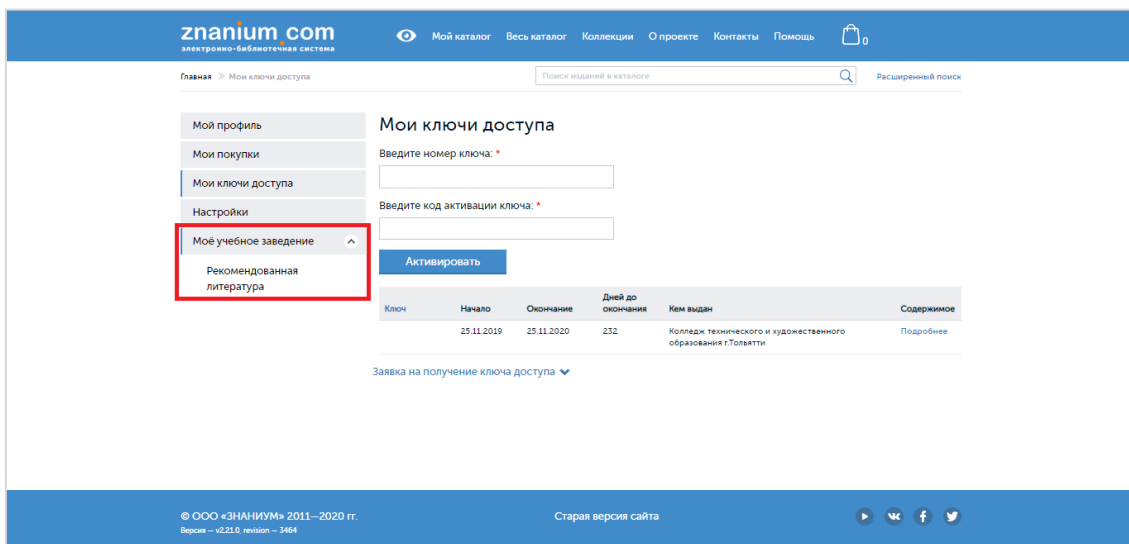 znanium.com
электронно-библиотечная система
Мой каталог Весь каталог Коллекции О проекте Контакты Помощь 0
Главная » Мои ключи доступа
Поиск изданий в каталоге
Расширенный поиск
Мой профиль
Мои покупки
Мои ключи доступа
Настройки
Моё учебное заведение
Рекомендованная
литература
Мои ключи доступа
Введите номер ключа: *
Введите код активации ключа: *
Активировать
Ключ Начало Окончание Дней до окончания Кем выдан Содержимое
25.11.2019 25.11.2020 232 Колледж технического и художественного Подробнее
образования г.Тольятти
Заявка на получение ключа доступа
© ООО «ЗНАНИУМ» 2011—2020 гг.
Версия — v2.21.0, revision — 3464
Старая версия сайта